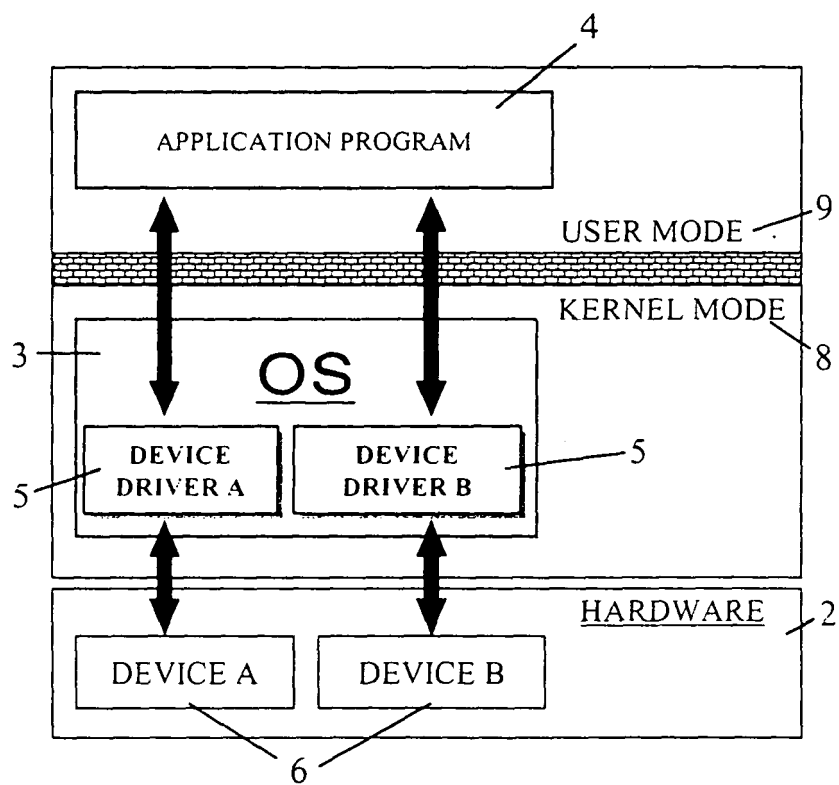 4
APPLICATION PROGRAM
9
USER MODE
KERNEL MODE
8
3
OS
DEVICE
DRIVER A
DEVICE
DRIVER B
5
5
HARDWARE
2
DEVICE A
DEVICE B
6